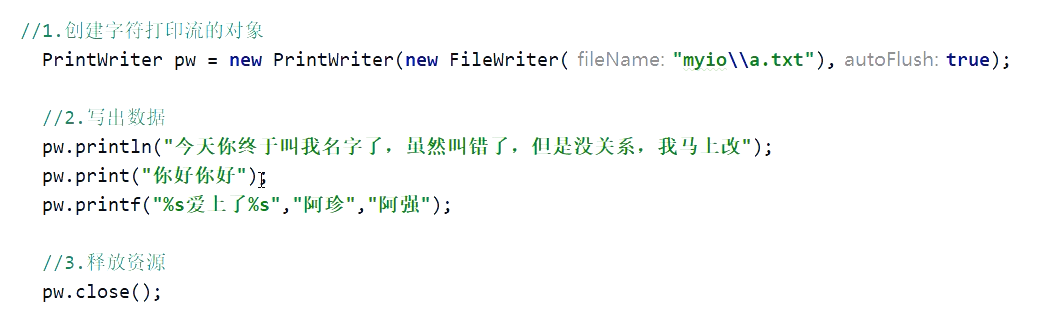 //1.创建字符打印流的对象
PrintWriter pw = new PrintWriter(new FileWriter( fileName: "myio\\a.txt"), autoFlush: true);
//2.写出数据
pw.println("今天你终于叫我名字了，虽然叫错了，但是没关系，我马上改");
pw.print("你好你好");
pw.printf("%s爱上了%s","阿珍","阿强");
//3.释放资源
pw.close();